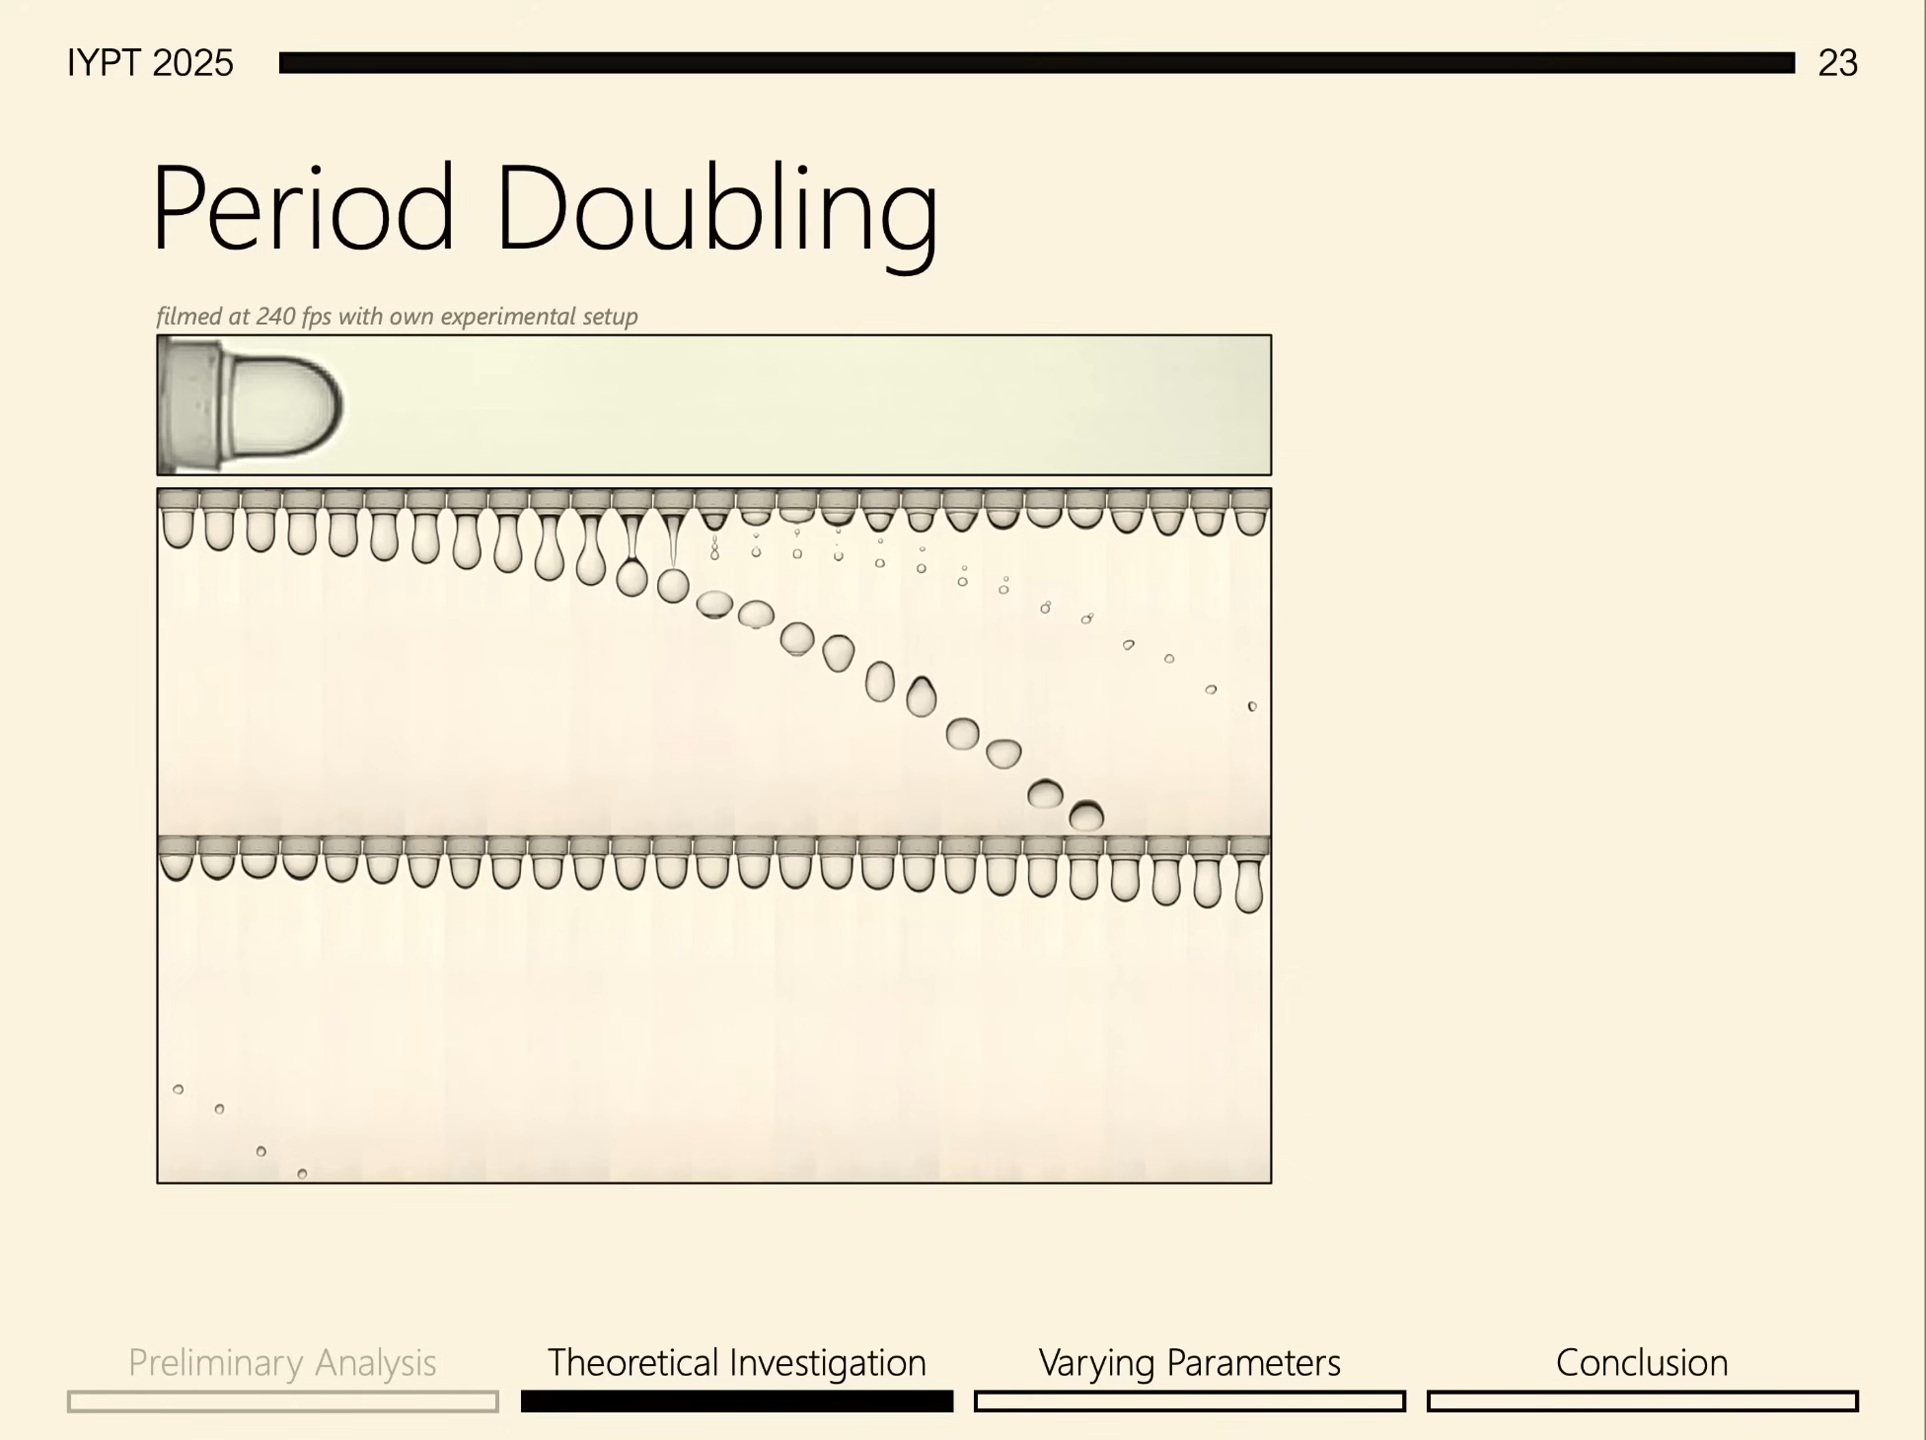 IYPT 2025
23
Period Doubling
filmed at 240 fps with own experimental setup
Preliminary Analysis
Theoretical Investigation
Varying Parameters
Conclusion